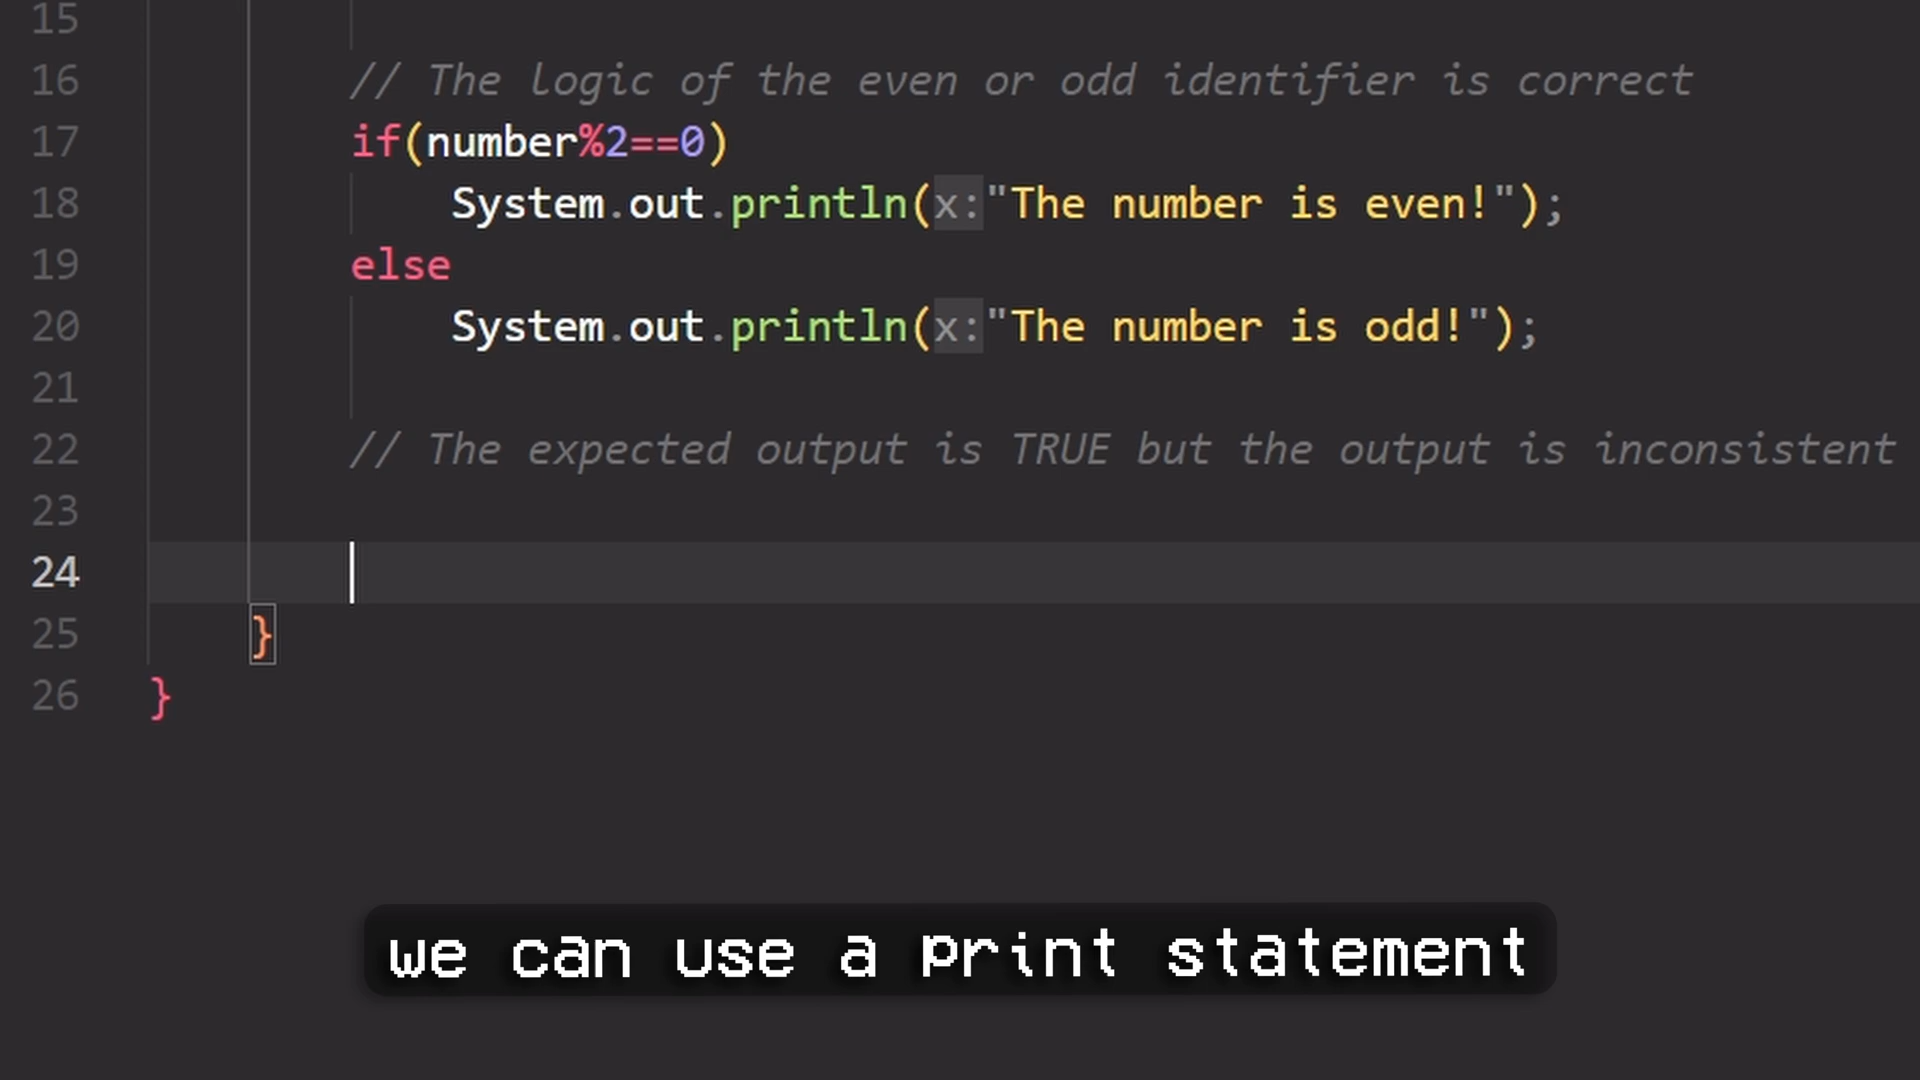 15
16 // The logic of the even or odd identifier is correct
17 if(number%2==0)
18 System.out.println(x:"The number is even!");
19 else
20 System.out.println(x:"The number is odd!");
21
22 // The expected output is TRUE but the output is inconsistent
23
24
25 }
26 }
we can use a print statement